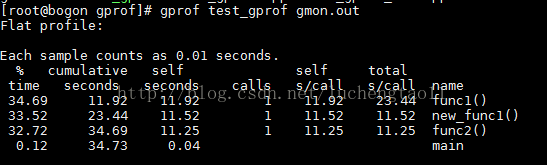 [root@bogon gprof]# gprof test_gprof gmon.out
Flat profile:
Each sample counts as 0.01 seconds.
% cumulative self self total
time seconds seconds calls s/call s/call name
34.69 11.92 11.92 1 11.92 23.44 func1()
33.52 23.44 11.52 1 11.52 11.52 new_func1()
32.72 34.69 11.25 1 11.25 11.25 func2()
0.12 34.73 0.04 main